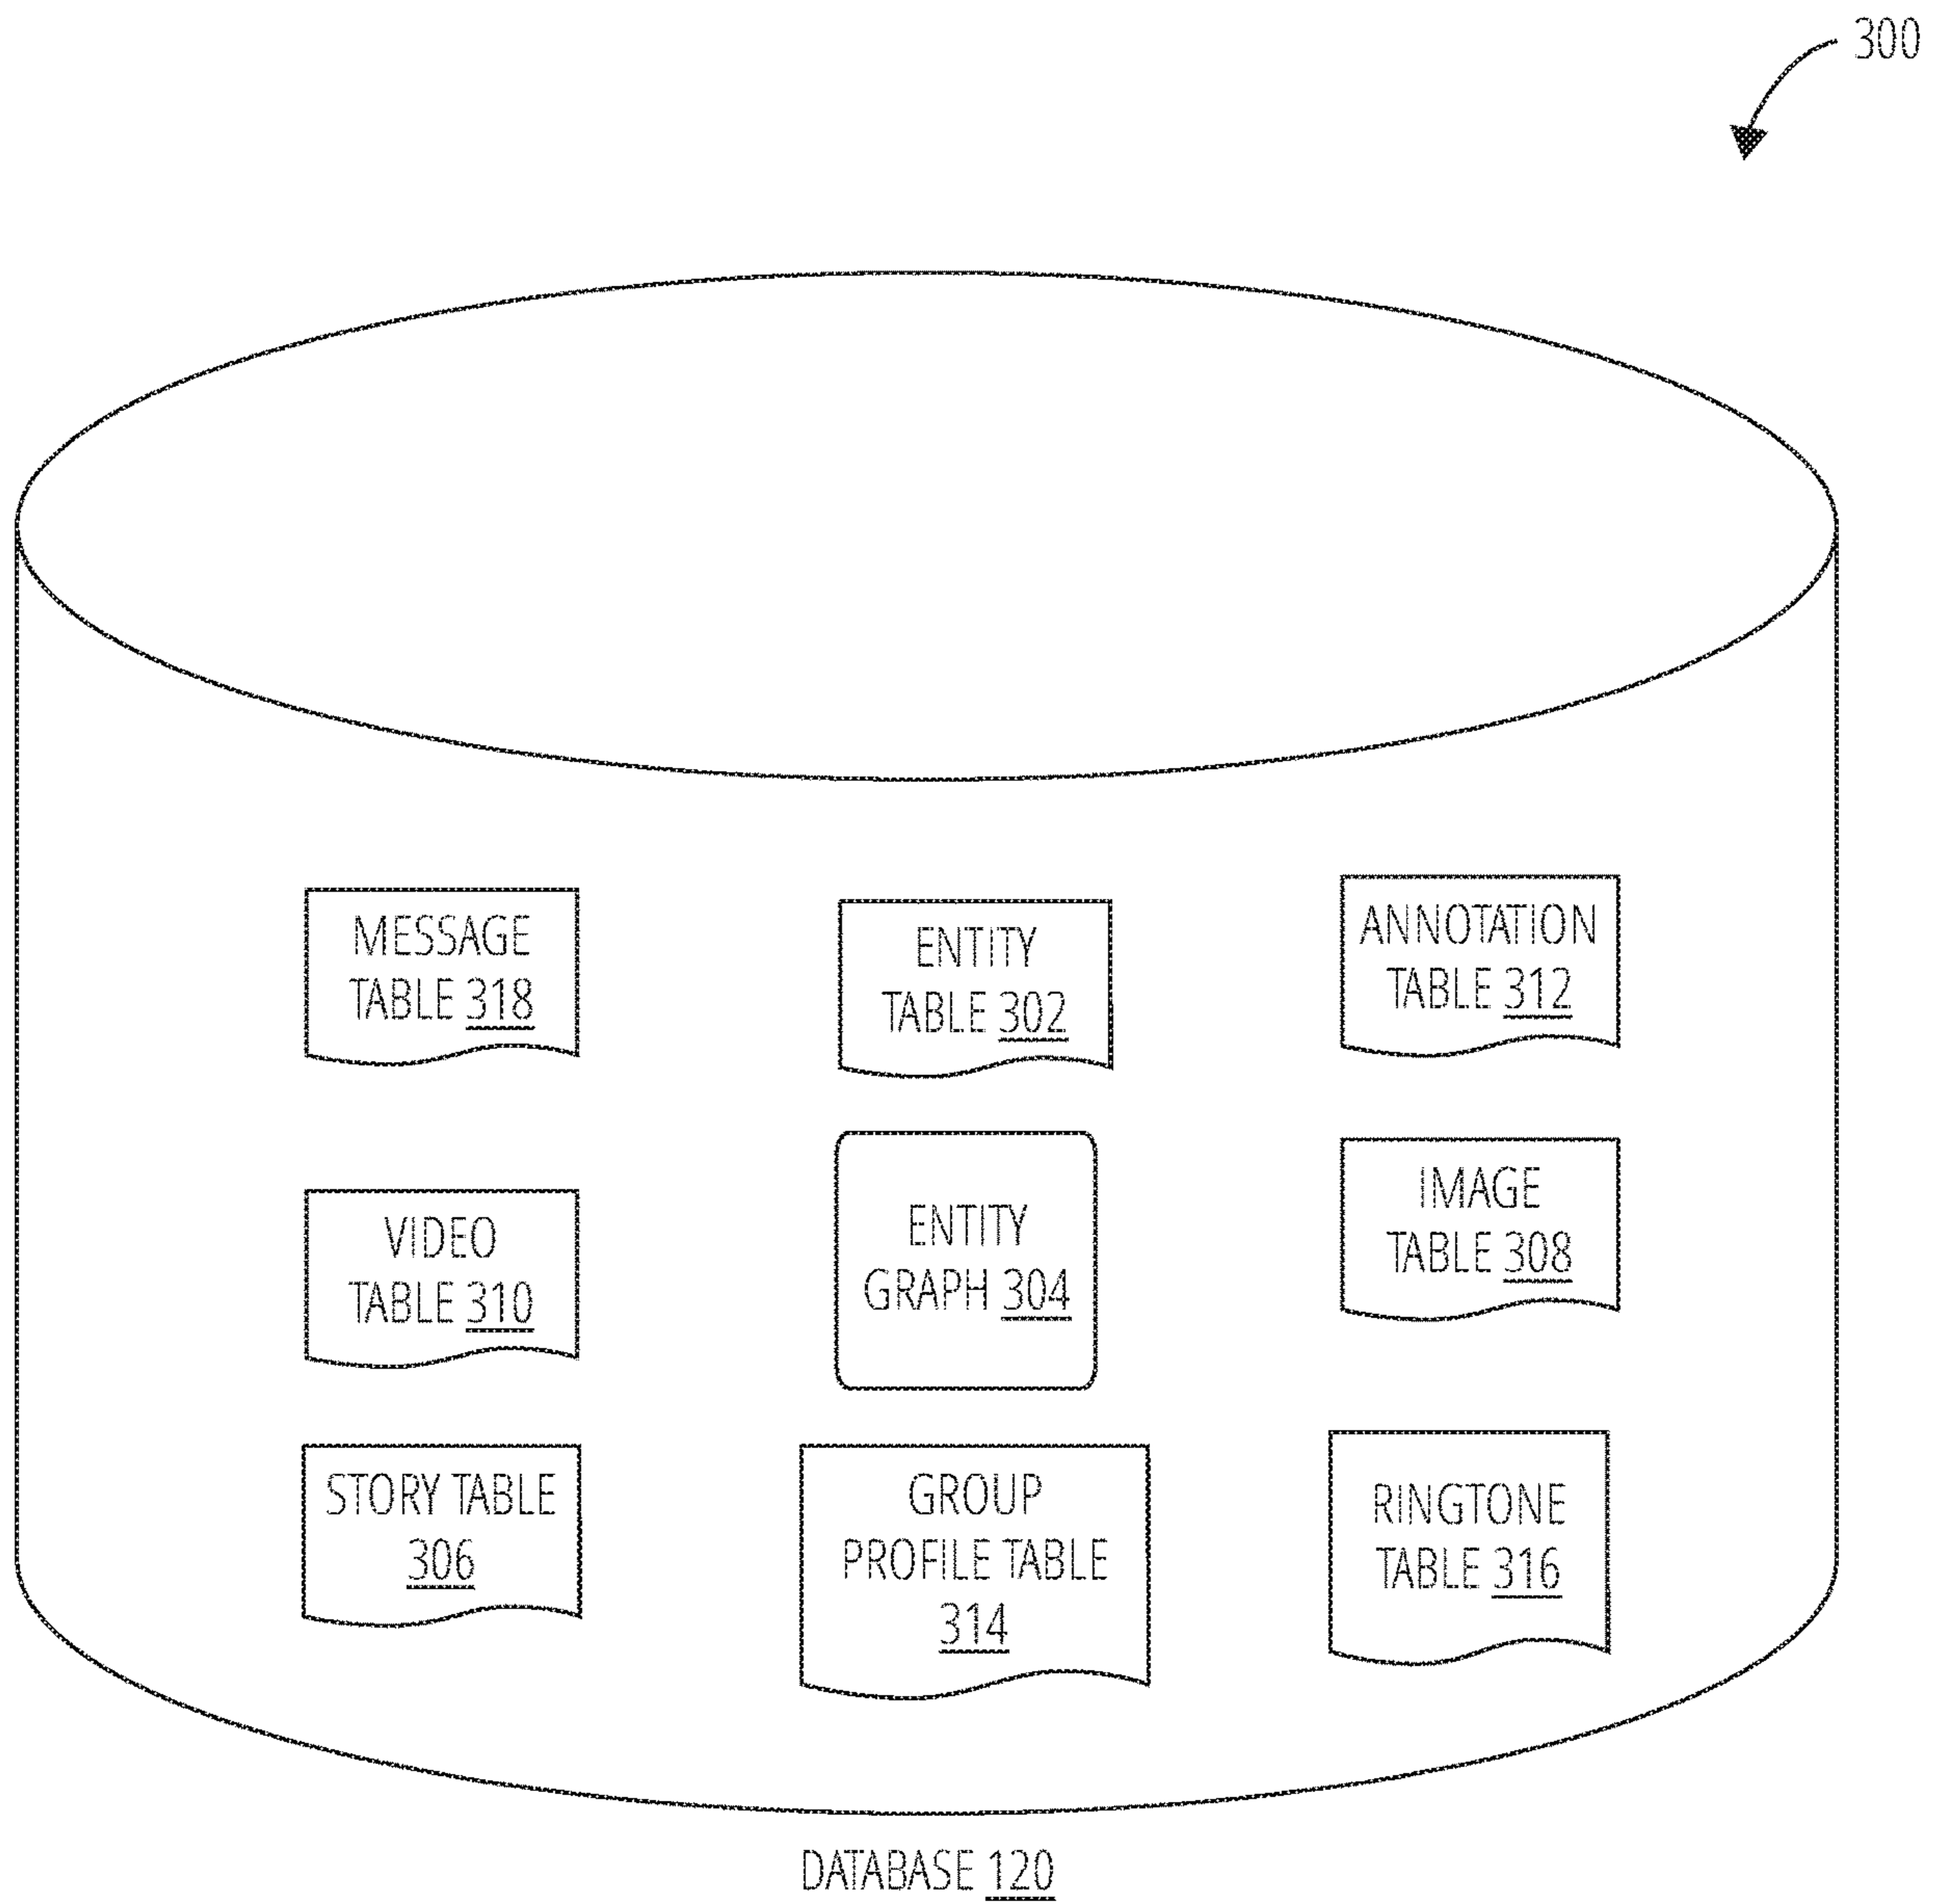 300
MESSAGE
TABLE 318
ENTITY
TABLE 302
ANNOTATION
TABLE 312
VIDEO
TABLE 310
ENTITY
GRAPH 304
IMAGE
TABLE 308
STORY TABLE
306
GROUP
PROFILE TABLE
314
RINGTONE
TABLE 316
DATABASE 120